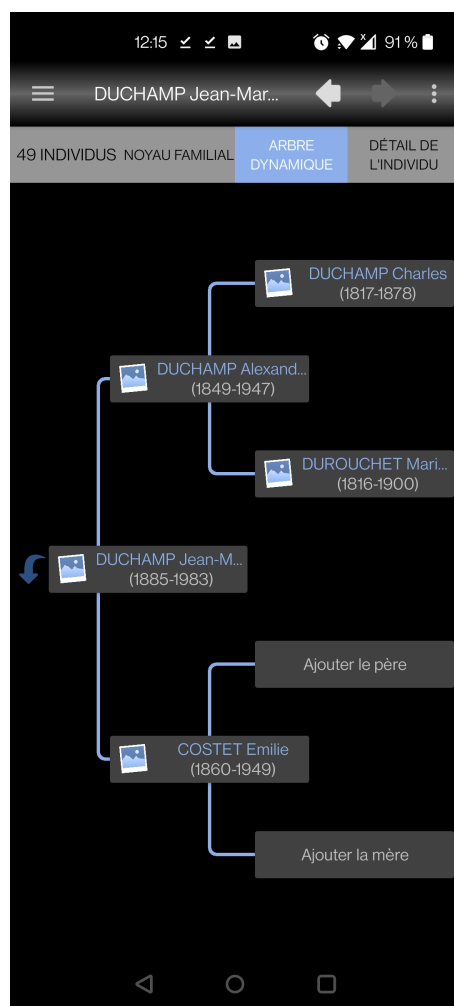 12:15
x
91 %
DUCHAMP Jean-Mar...
49 INDIVIDUS
NOYAU FAMILIAL
ARBRE
DYNAMIQUE
DÉTAIL DE
L'INDIVIDU
DUCHAMP Charles
(1817-1878)
DUCHAMP Alexand...
(1849-1947)
DUROUCHET Mari...
(1816-1900)
DUCHAMP Jean-M...
(1885-1983)
Ajouter le père
COSTET Emilie
(1860-1949)
Ajouter la mère